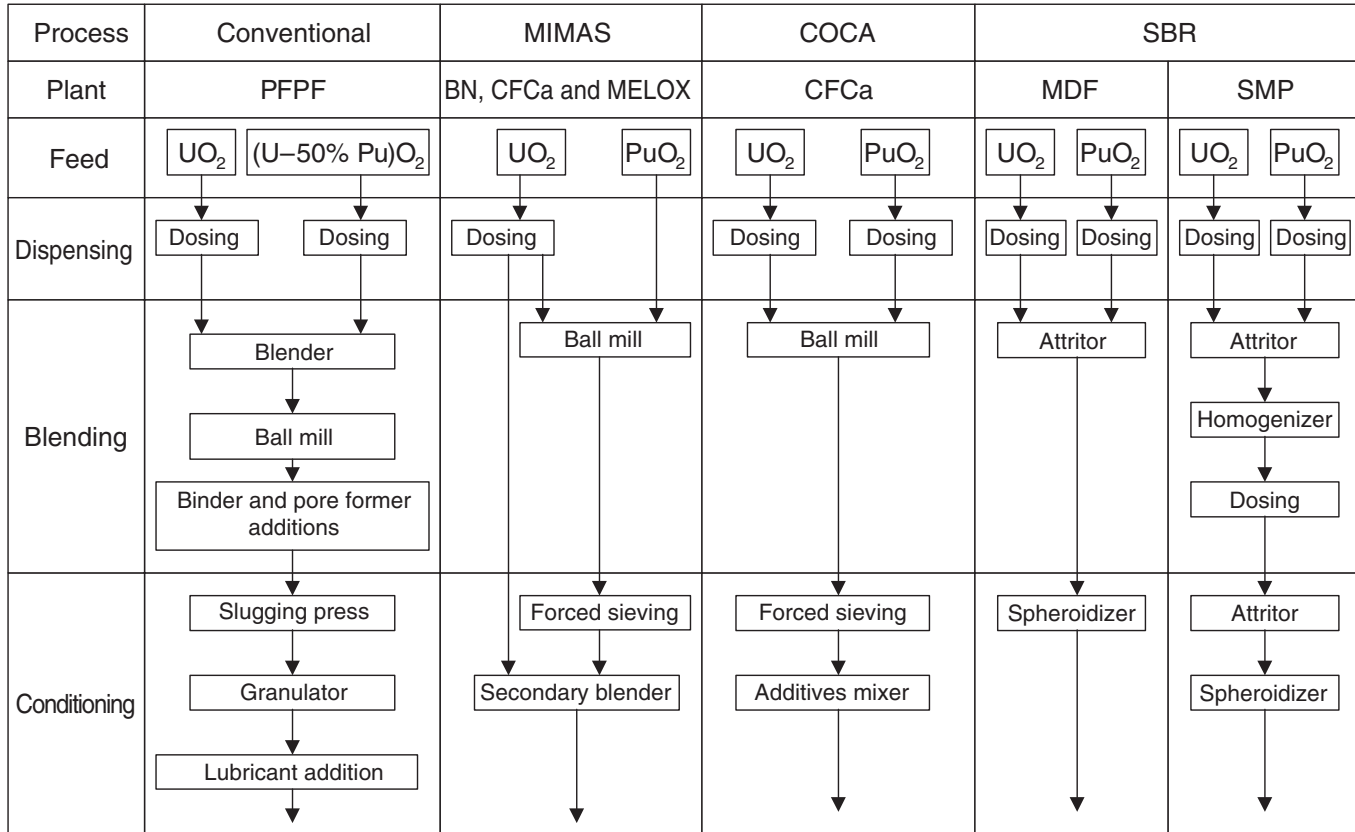 Process Conventional MIMAS COCA SBR
Plant PFPF BN, CFCa and MELOX CFCa MDF SMP
Feed UO2 (U–50% Pu)O2 UO2 PuO2 UO2 PuO2 UO2 PuO2 UO2 PuO2
Dispensing Dosing Dosing Dosing Dosing Dosing Dosing Dosing Dosing Dosing
Blending
Blender Ball mill Ball mill Attritor Attritor
Ball mill Homogenizer
Binder and pore former
additions
Dosing
Conditioning
Slugging press Forced sieving Forced sieving Spheroidizer Attritor
Granulator Secondary blender Additives mixer Spheroidizer
Lubricant addition